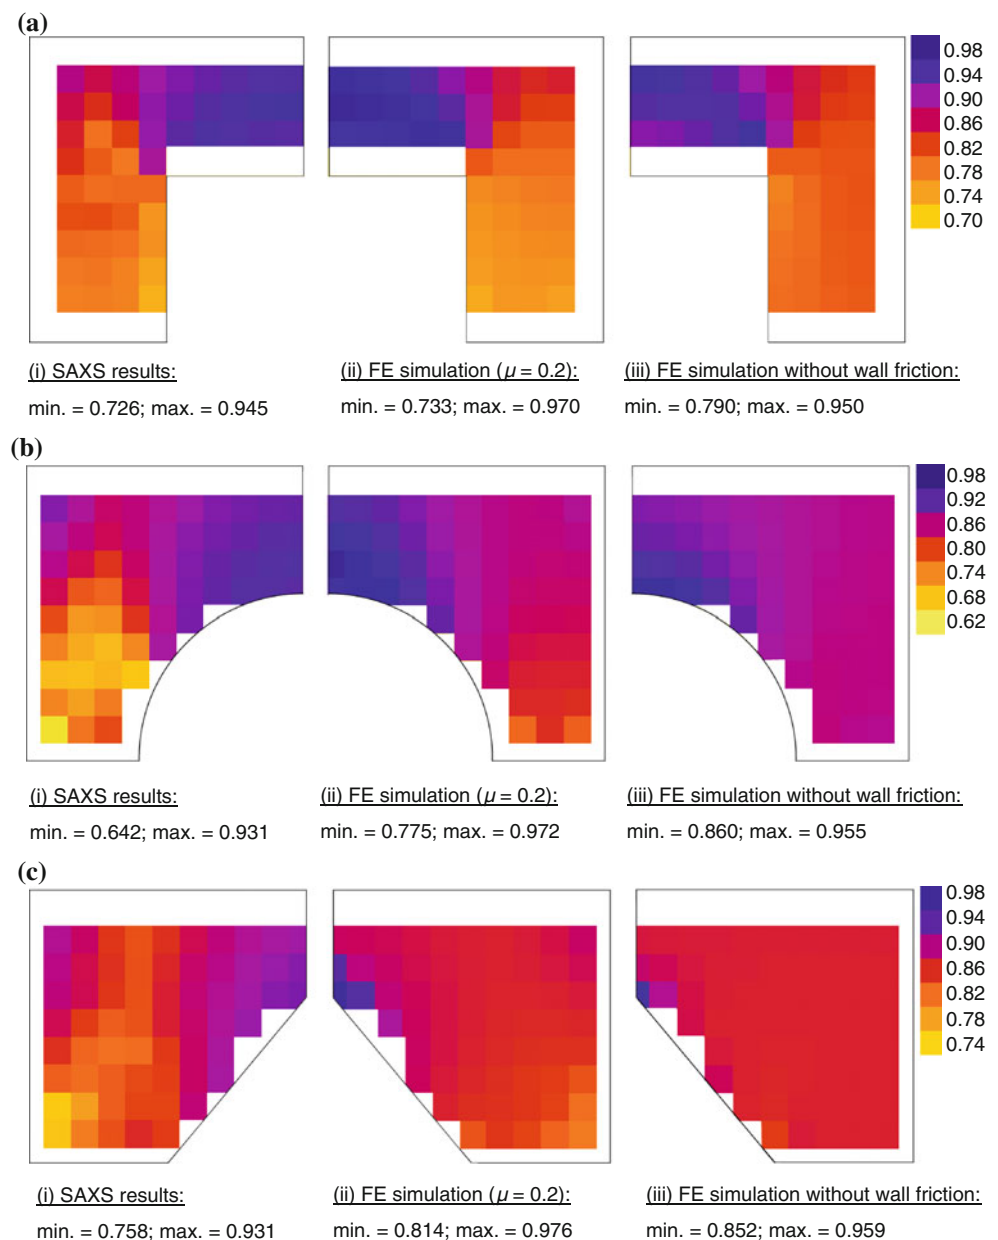 (a)
0.98
0.94
0.90
0.86
0.82
0.78
0.74
0.70
(i) SAXS results:
min. = 0.726; max. = 0.945
(ii) FE simulation (μ = 0.2):
min. = 0.733; max. = 0.970
(iii) FE simulation without wall friction:
min. = 0.790; max. = 0.950
(b)
0.98
0.92
0.86
0.80
0.74
0.68
0.62
(i) SAXS results:
min. = 0.642; max. = 0.931
(ii) FE simulation (μ = 0.2):
min. = 0.775; max. = 0.972
(iii) FE simulation without wall friction:
min. = 0.860; max. = 0.955
(c)
0.98
0.94
0.90
0.86
0.82
0.78
0.74
(i) SAXS results:
min. = 0.758; max. = 0.931
(ii) FE simulation (μ = 0.2):
min. = 0.814; max. = 0.976
(iii) FE simulation without wall friction:
min. = 0.852; max. = 0.959